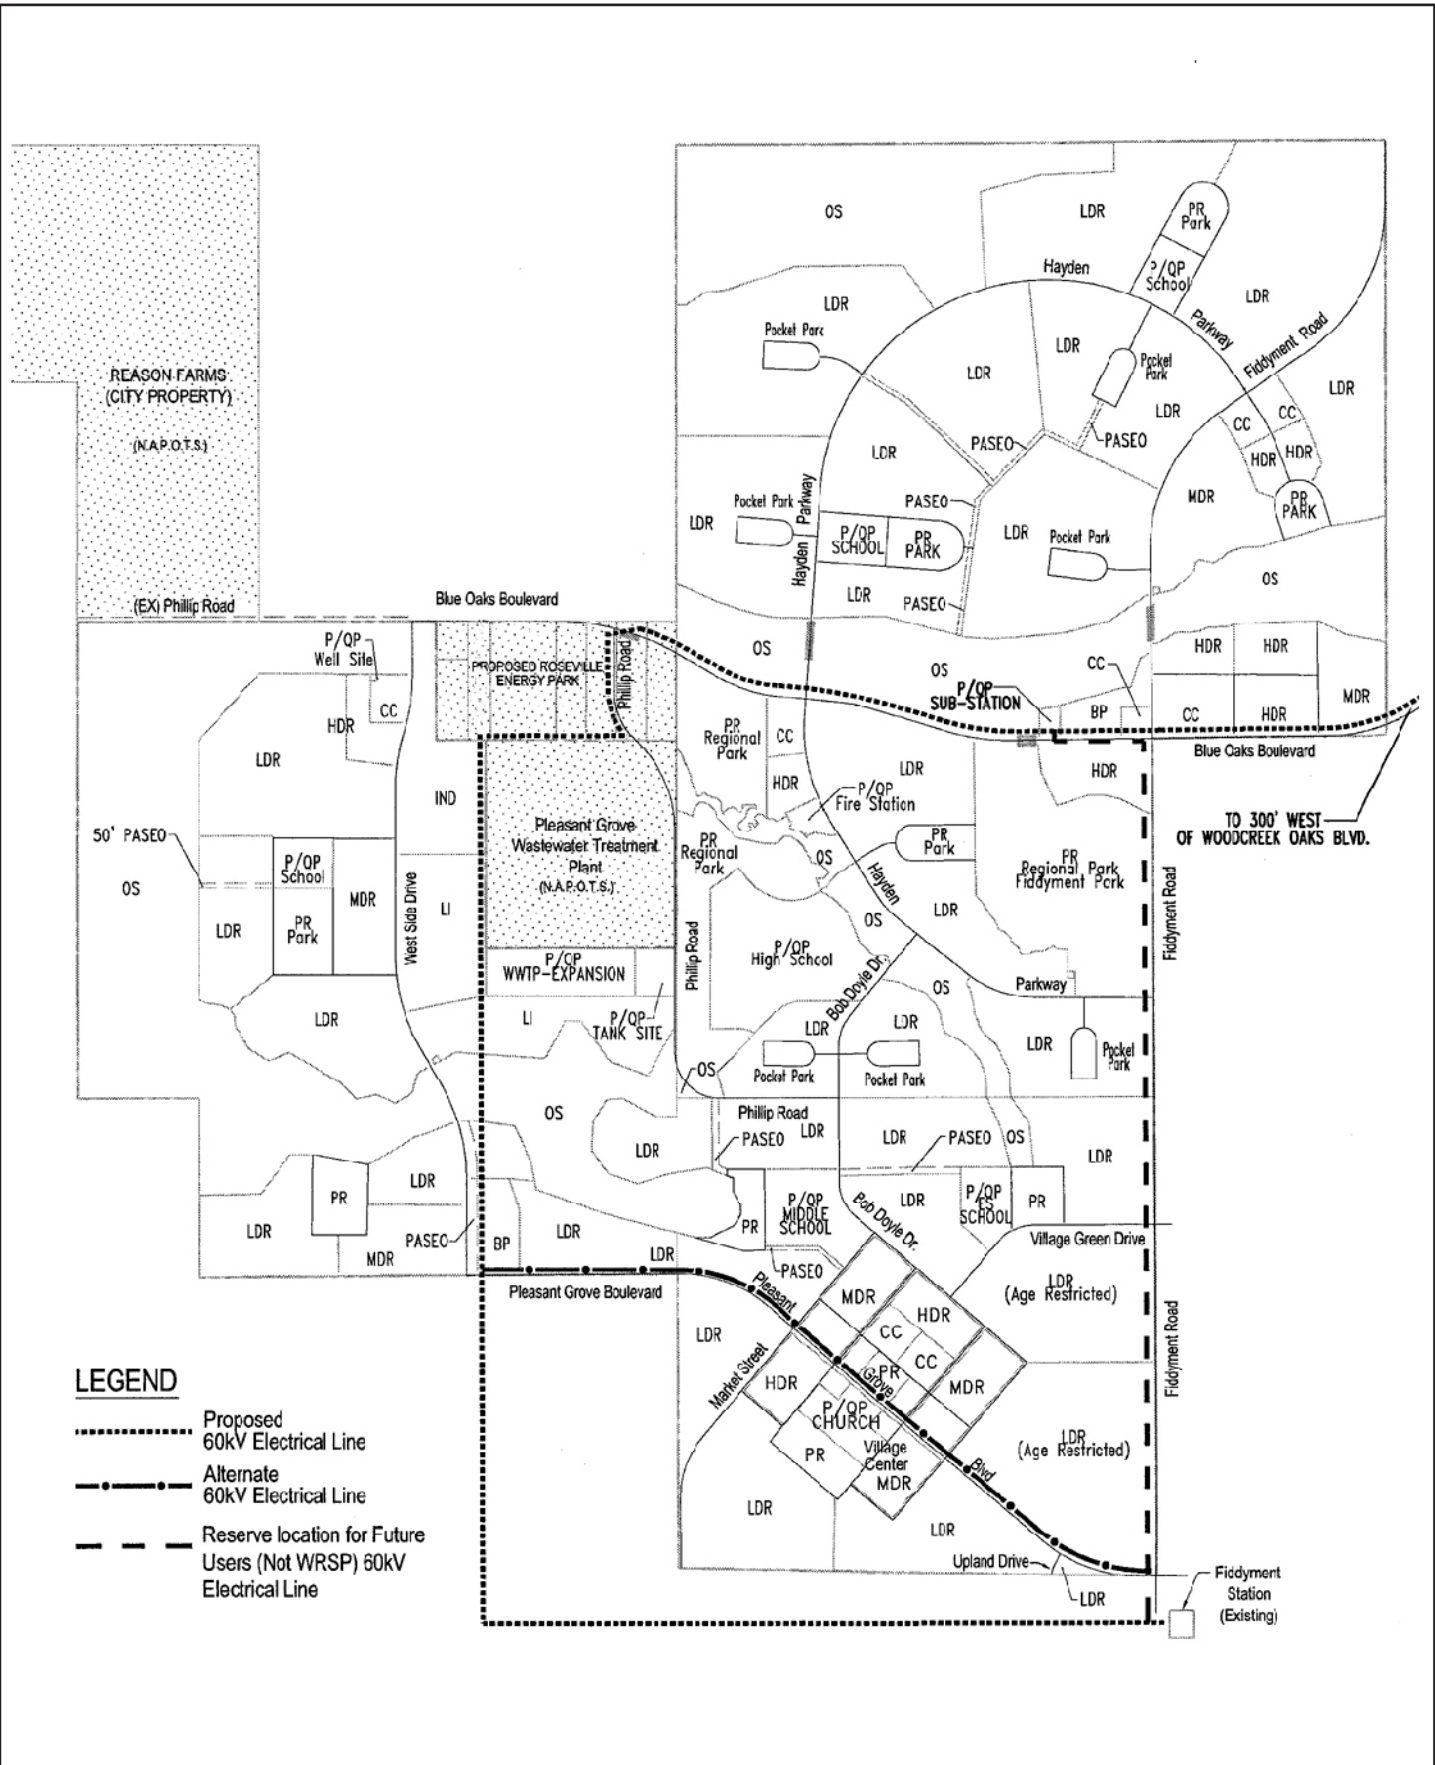 OS
LDR
PR
Park
P/QP
School
Hayden
LDR
LDR
Pocket Parc
Parkway
Fiddyment Road
LDR
Pocket
Park
LDR
REASON FARMS
(CITY PROPERTY)
(N.A.P.O.T.S.)
LDR
LDR
CC
CC
PASEO
PASEO
LDR
HDR
HDR
MDR
PR
PARK
Pocket Park
Hayden Parkway
PASEO
LDR
P/QP
SCHOOL
PR
PARK
LDR
Pocket Park
OS
LDR
PASEO
(EX) Phillip Road
Blue Oaks Boulevard
P/QP
Well Site
PROPOSED ROSEVILLE
ENERGY PARK
Phillip Road
OS
OS
CC
HDR
HDR
P/QP
SUB-STATION
MDR
BP
CC
HDR
Blue Oaks Boulevard
CC
HDR
LDR
PR
Regional
Park
CC
HDR
LDR
HDR
IND
P/QP
Fire Station
TO 300' WEST
OF WOODCREEK OAKS BLVD.
50' PASEO
Pleasant Grove
Wastewater Treatment
Plant
(N.A.P.O.T.S.)
PR
Regional
Park
PR
Park
OS
PR
Regional Park
Fiddyment Park
P/QP
School
OS
MDR
LDR
PR
Park
West Side Drive
LI
Hayden
LDR
OS
Fiddyment Road
Phillip Road
P/QP
High School
P/QP
WWTP-EXPANSION
Bob Doyle Dr.
OS
Parkway
LDR
LI
P/QP
TANK SITE
LDR
LDR
LDR
Pocket
Park
Pocket Park
Pocket Park
OS
OS
Phillip Road
PASEO
LDR
LDR
PASEO
OS
LDR
LDR
PR
LDR
LDR
MDR
PASEO
BP
LDR
LDR
PR
P/QP
MIDDLE
SCHOOL
LDR
P/QP
ES
SCHOOL
PR
Bob Doyle Dr.
Village Green Drive
PASEO
Pleasant Grove Boulevard
Pleasant
MDR
HDR
LDR
(Age Restricted)
LDR
CC
CC
PR
Grove
Market Street
HDR
MDR
Fiddyment Road
P/QP
CHURCH
PR
Village
Center
MDR
Blvd
LDR
(Age Restricted)
LDR
LDR
Upland Drive
LDR
Fiddyment
Station
(Existing)
LEGEND
Proposed
60kV Electrical Line
Alternate
60kV Electrical Line
Reserve location for Future
Users (Not WRSP) 60kV
Electrical Line